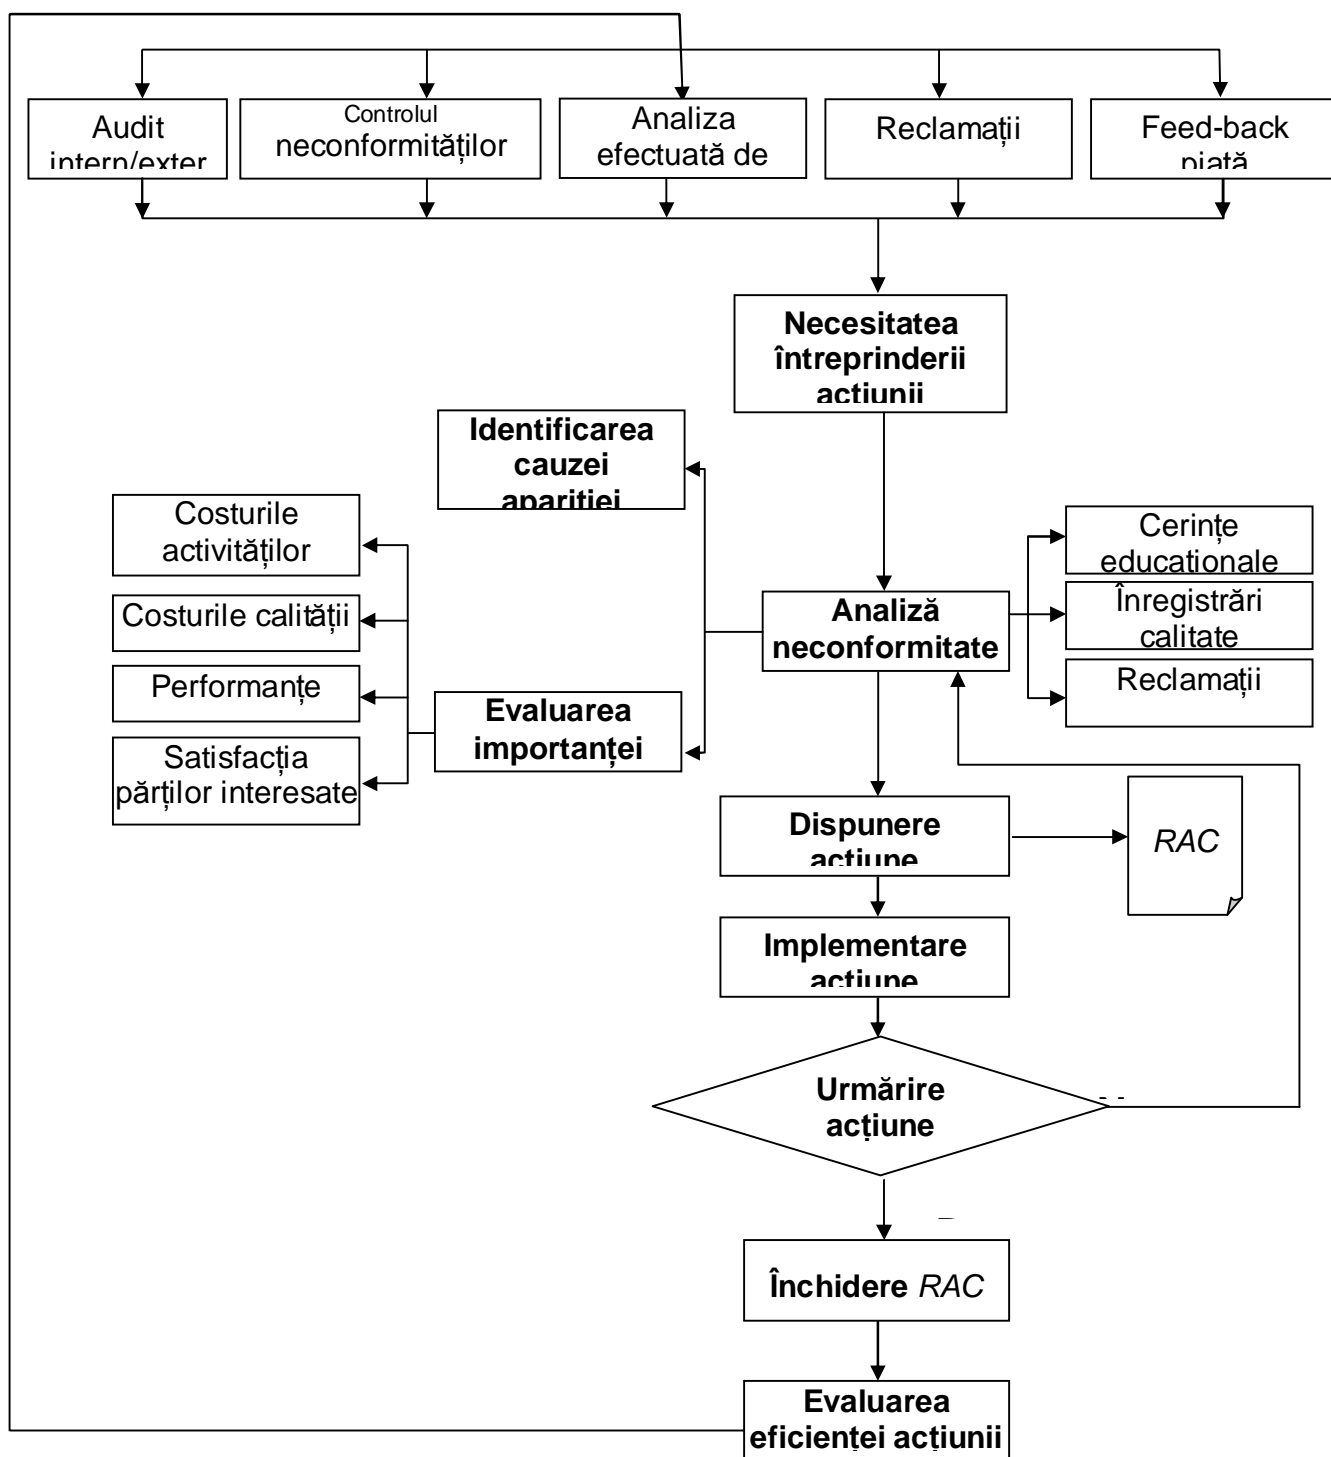 Audit
intern/exter
Controlul
neconformităților
Analiza
efectuată de
Reclamații
Feed-back
piață
Necesitatea
întreprinderii
acțiunii
Identificarea
cauzei
apariției
Costurile
activităților
Costurile calității
Performanțe
Satisfacția
părților interesate
Evaluarea
importanței
Analiză
neconformitate
Cerințe
educaționale
Înregistrări
calitate
Reclamații
Dispunere
acțiune
RAC
Implementare
acțiune
Urmărire
acțiune
Închidere RAC
Evaluarea
eficienței acțiunii